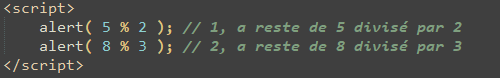 <script>
    alert( 5 % 2 ); // 1, a reste de 5 divisé par 2
    alert( 8 % 3 ); // 2, a reste de 8 divisé par 3
</script>